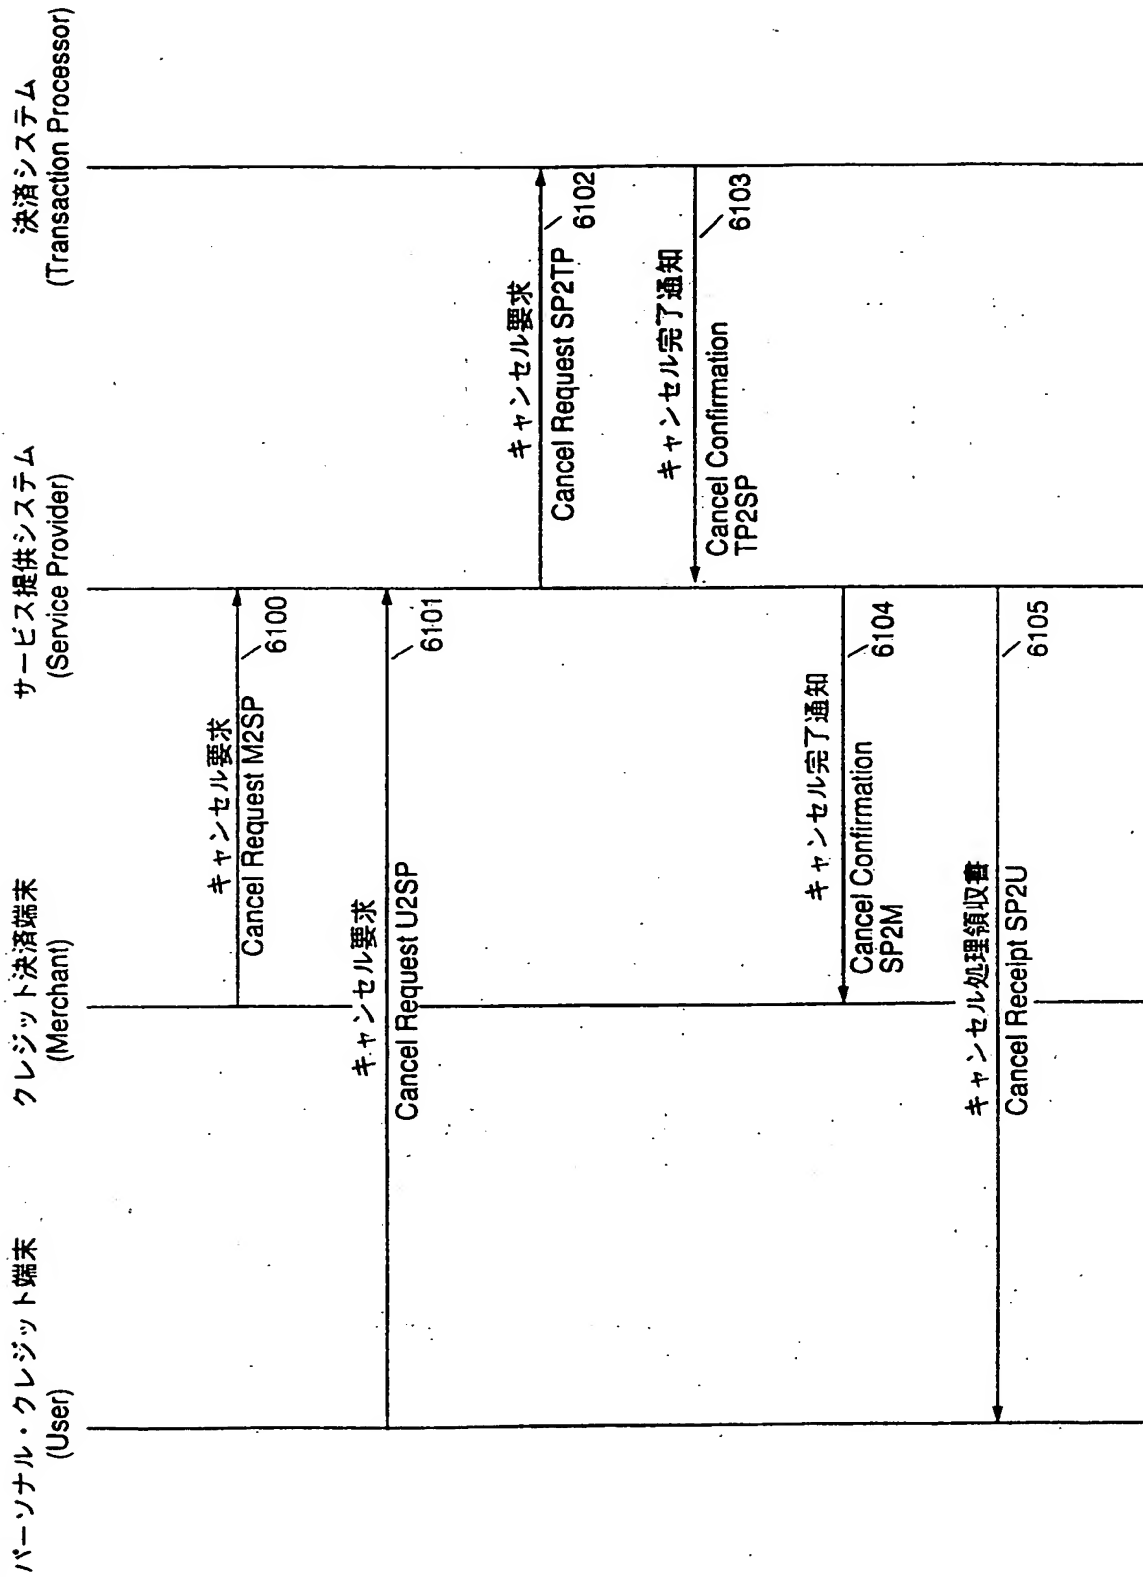 パーソナル・クレジット端末
(User)
クレジット決済端末
(Merchant)
サービス提供システム
(Service Provider)
決済システム
(Transaction Processor)
キャンセル要求
Cancel Request M2SP
6100
キャンセル要求
Cancel Request U2SP
6101
キャンセル要求
Cancel Request SP2TP
6102
キャンセル完了通知
Cancel Confirmation
TP2SP
6103
キャンセル完了通知
Cancel Confirmation
SP2M
6104
キャンセル処理領収書
Cancel Receipt SP2U
6105